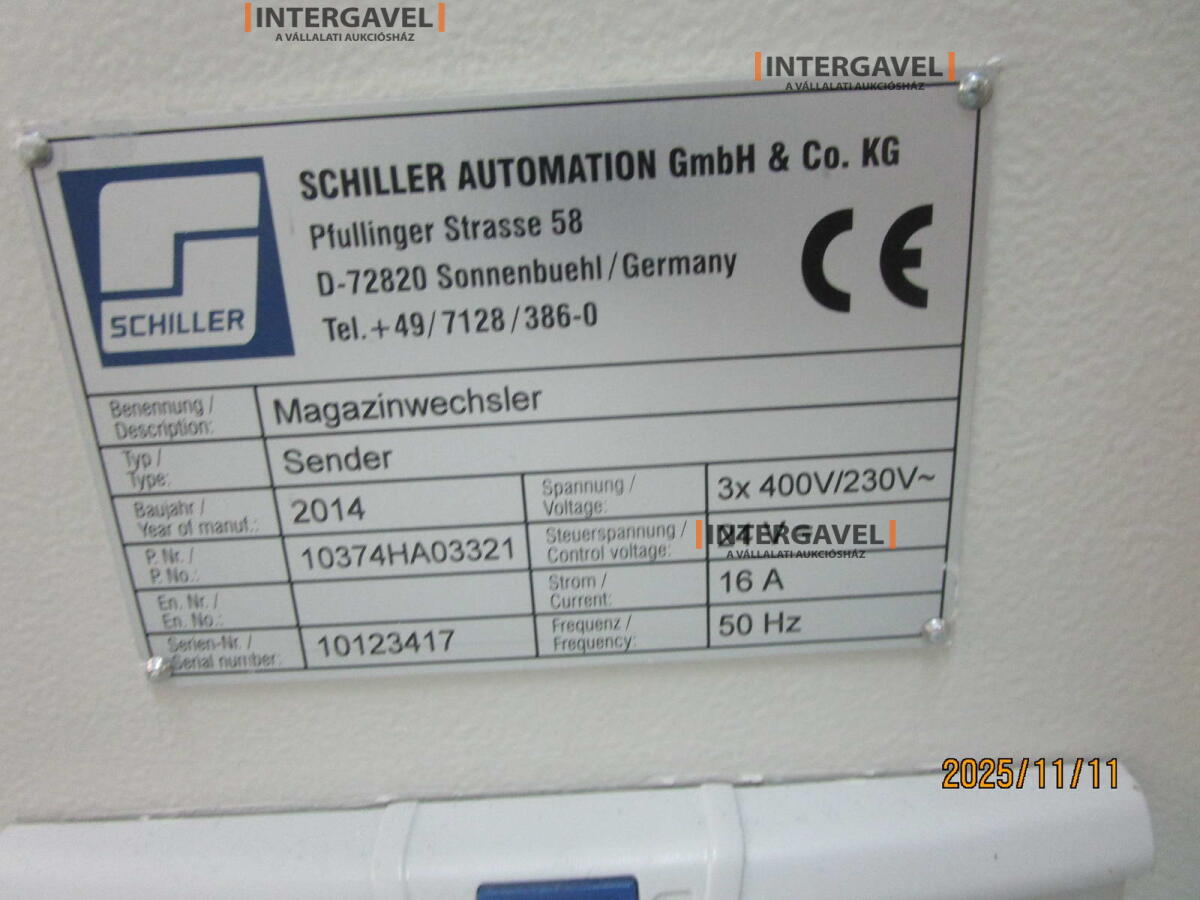 INTERGAVEL
A VÁLLALATI AUKCIÓSHÁZ
INTERGAVEL
A VÁLLALATI AUKCIÓSHÁZ
SCHILLER
SCHILLER AUTOMATION GmbH & Co. KG
Pfullinger Strasse 58
D-72820 Sonnenbuehl/Germany
Tel.+49/7128/386-0
CE
Benennung /
Description:
Magazinwechsler
Typ /
Type:
Sender
Baujahr /
Year of manuf.:
2014
Spannung /
Voltage:
3x 400V/230V~
P. Nr. /
P. No.:
10374HA03321
Steuerspannung /
Control voltage:
24 V
INTERGAVEL
A VÁLLALATI AUKCIÓSHÁZ
En. Nr. /
En. No.:
Strom /
Current:
16 A
Serien-Nr. /
Serial number:
10123417
Frequenz /
Frequency:
50 Hz
2025/11/11